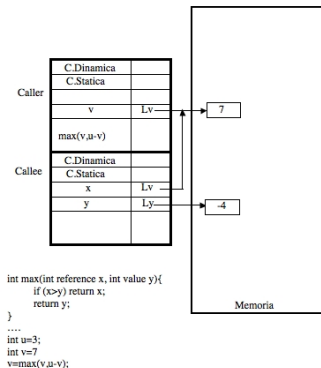 C.Dinamica
C.Statica
Caller
v Lv 7
max(v,u-v)
C.Dinamica
Callee
C.Statica
x Lv
y Ly -4
int max(int reference x, int value y){
if (x>y) return x;
return y;
}
....
int u=3;
int v=7
v=max(v,u-v);
Memoria